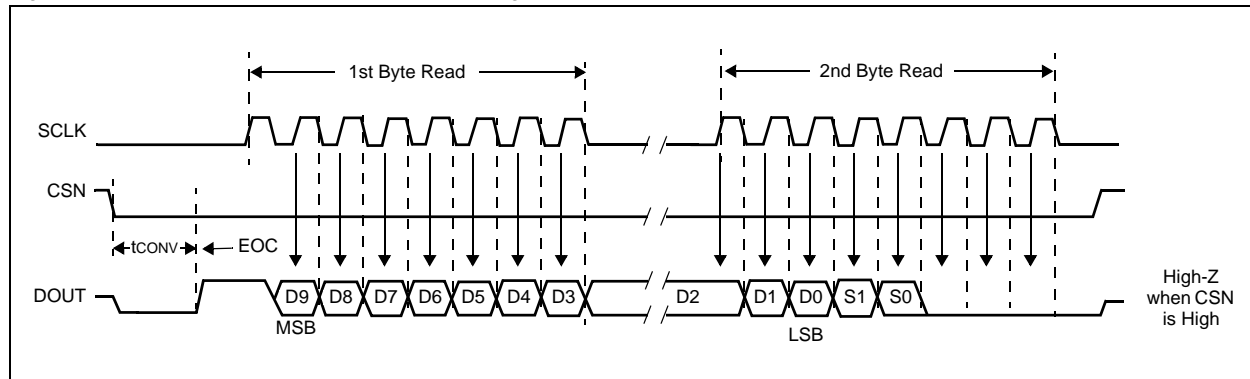 1st Byte Read
2nd Byte Read
SCLK
CSN
tCONV
EOC
DOUT
D9
D8
D7
D6
D5
D4
D3
D2
D1
D0
S1
S0
MSB
LSB
High-Z
when CSN
is High